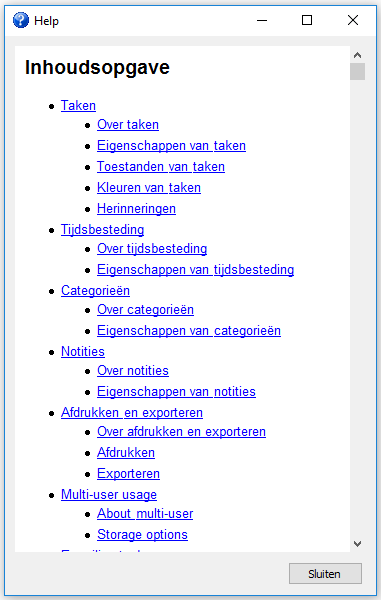 Help
Inhoudsopgave
Taken
Over taken
Eigenschappen van taken
Toestanden van taken
Kleuren van taken
Herinneringen
Tijdsbesteding
Over tijdsbesteding
Eigenschappen van tijdsbesteding
Categorieën
Over categorieën
Eigenschappen van categorieën
Notities
Over notities
Eigenschappen van notities
Afdrukken en exporteren
Over afdrukken en exporteren
Afdrukken
Exporteren
Multi-user usage
About multi-user
Storage options
Sluiten